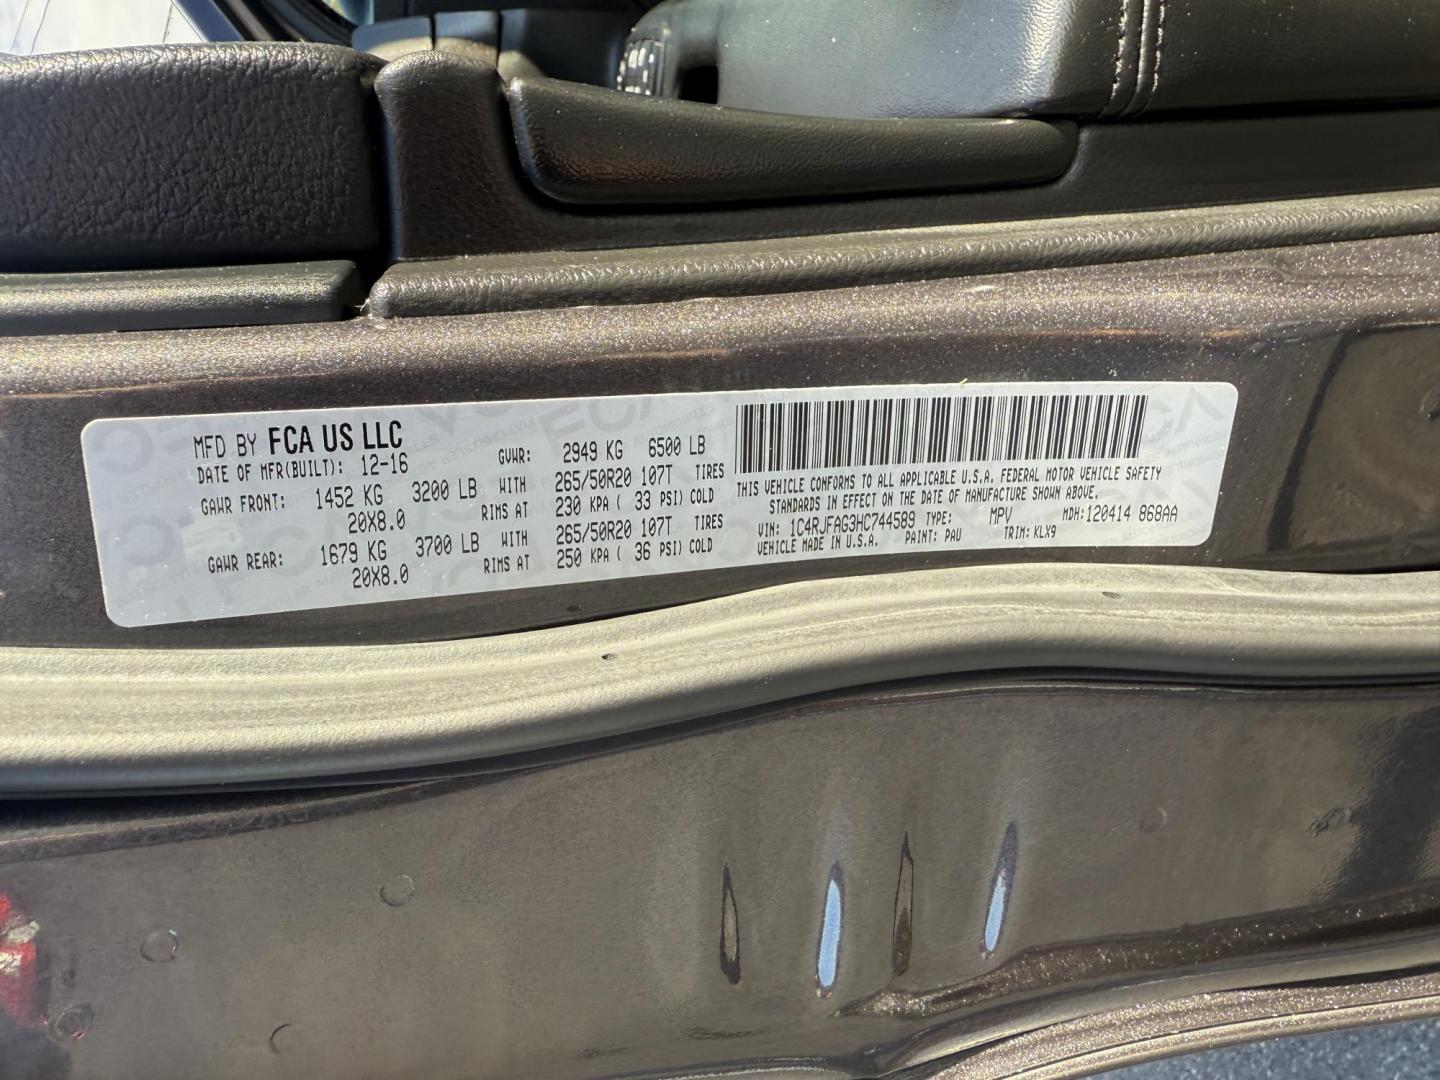 MFD BY FCA US LLC
DATE OF MFR(BUILT): 12-16
GVWR: 2949 KG 6500 LB
GAWR FRONT: 1452 KG 3200 LB WITH 265/50R20 107T TIRES
20X8.0 RIMS AT 230 KPA ( 33 PSI) COLD
GAWR REAR: 1679 KG 3700 LB WITH 265/50R20 107T TIRES
20X8.0 RIMS AT 250 KPA ( 36 PSI) COLD
THIS VEHICLE CONFORMS TO ALL APPLICABLE U.S.A. FEDERAL MOTOR VEHICLE SAFETY
STANDARDS IN EFFECT ON THE DATE OF MANUFACTURE SHOWN ABOVE.
VIN: 1C4RJFAG3HC744589 TYPE: MPV MDH: 120414 868AA
VEHICLE MADE IN U.S.A. PAINT: PAU TRIM: KLX9